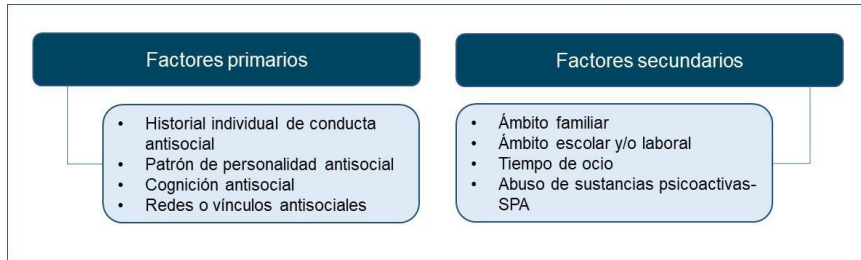 Factores primarios
• Historial individual de conducta
antisocial
• Patrón de personalidad antisocial
• Cognición antisocial
• Redes o vínculos antisociales
Factores secundarios
• Ámbito familiar
• Ámbito escolar y/o laboral
• Tiempo de ocio
• Abuso de sustancias psicoactivas-
SPA